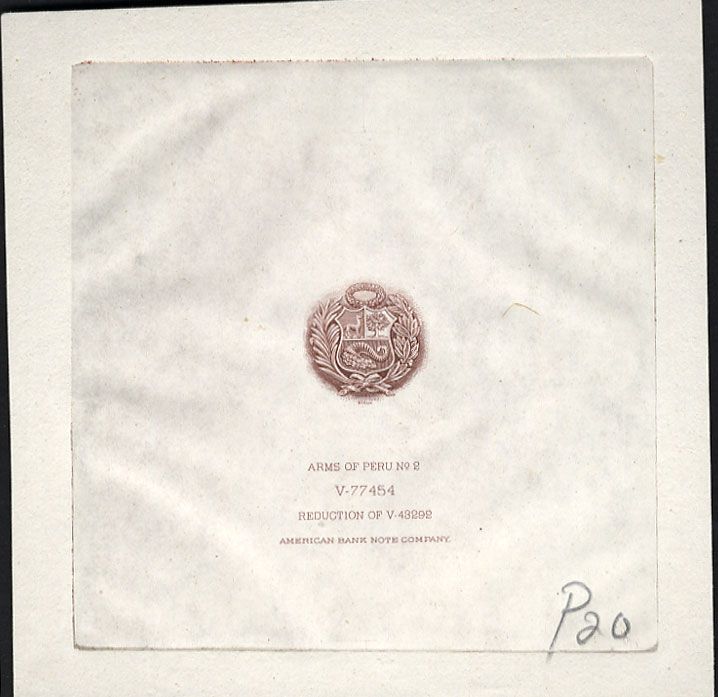 ARMS OF PERU Nº 2
V-77454
REDUCTION OF V-43292
AMERICAN BANK NOTE COMPANY.
P20